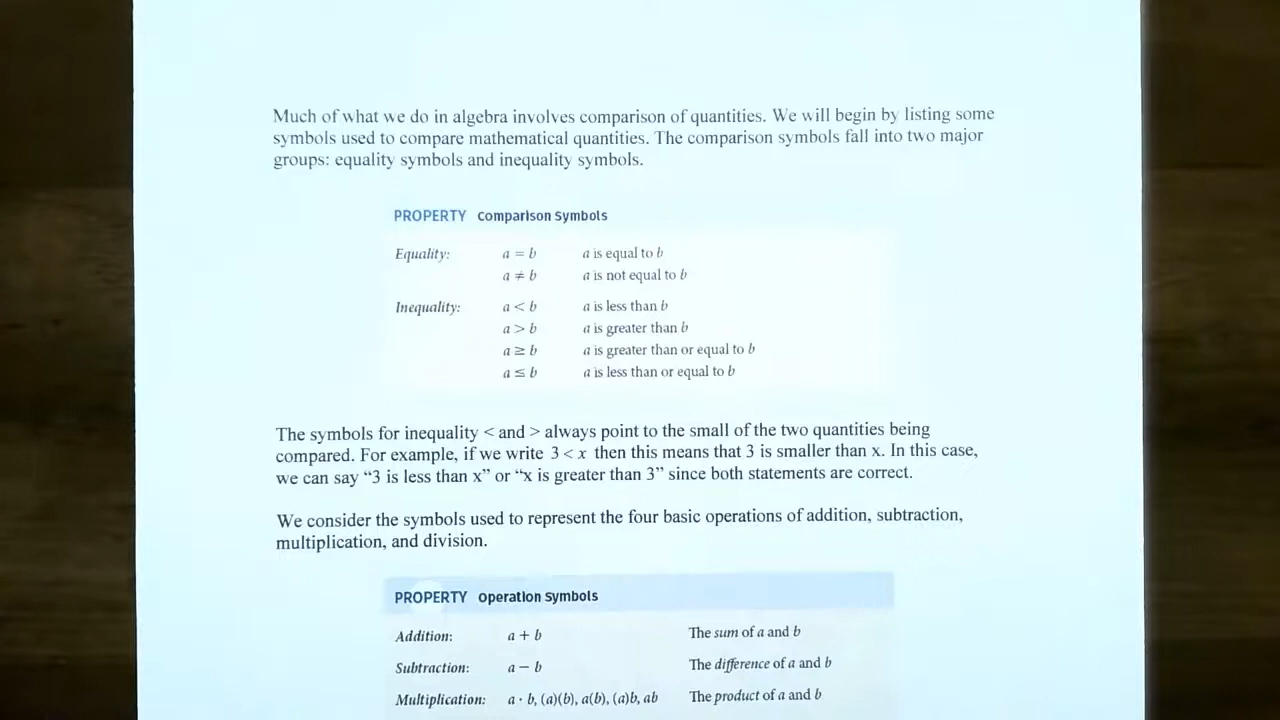 Much of what we do in algebra involves comparison of quantities. We will begin by listing some
symbols used to compare mathematical quantities. The comparison symbols fall into two major
groups: equality symbols and inequality symbols.
PROPERTY Comparison Symbols
Equality: a = b a is equal to b
a ≠ b a is not equal to b
Inequality: a < b a is less than b
a > b a is greater than b
a ≥ b a is greater than or equal to b
a ≤ b a is less than or equal to b
The symbols for inequality < and > always point to the small of the two quantities being
compared. For example, if we write 3 < x then this means that 3 is smaller than x. In this case,
we can say “3 is less than x” or “x is greater than 3” since both statements are correct.
We consider the symbols used to represent the four basic operations of addition, subtraction,
multiplication, and division.
PROPERTY Operation Symbols
Addition: a + b The sum of a and b
Subtraction: a − b The difference of a and b
Multiplication: a · b, (a)(b), a(b), (a)b, ab The product of a and b